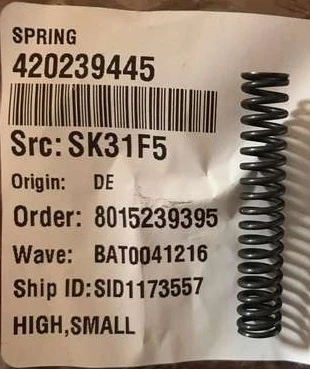 SPRING
420239445
Src: SK31F5
Origin: DE
Order: 8015239395
Wave: BAT0041216
Ship ID:SID1173557
HIGH,SMALL